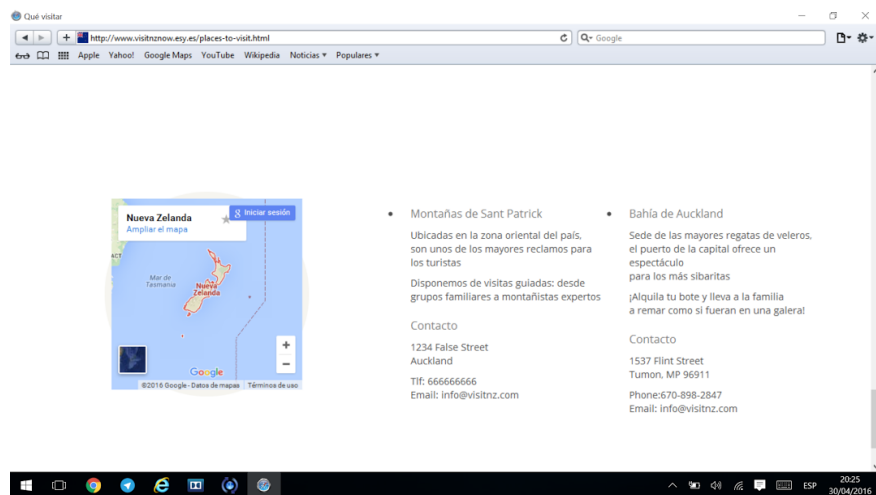 Qué visitar
http://www.visitnznow.esy.es/places-to-visit.html
Google
Apple Yahoo! Google Maps YouTube Wikipedia Noticias Populares
Nueva Zelanda
Ampliar el mapa
8 Iniciar sesión
ACT
Mar de
Tasmania
Nueva
Zelanda
+
−
Google
©2016 Google - Datos de mapas Términos de uso
• Montañas de Sant Patrick
Ubicadas en la zona oriental del país,
son unos de los mayores reclamos para
los turistas
Disponemos de visitas guiadas: desde
grupos familiares a montañistas expertos
Contacto
1234 False Street
Auckland
Tlf: 666666666
Email: info@visitnz.com
• Bahía de Auckland
Sede de las mayores regatas de veleros,
el puerto de la capital ofrece un
espectáculo
para los más sibaritas
¡Alquila tu bote y lleva a la familia
a remar como si fueran en una galera!
Contacto
1537 Flint Street
Tumon, MP 96911
Phone:670-898-2847
Email: info@visitnz.com
ESP
20:25
30/04/2016